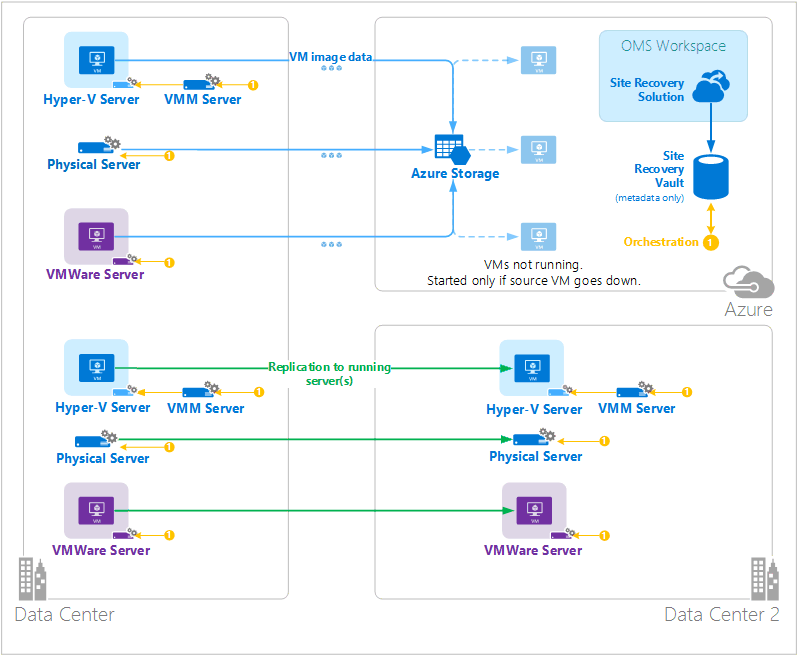 VM image data
OMS Workspace
VM
Hyper-V Server
VMM Server
1
VM
Site Recovery
Solution
Physical Server
1
Azure Storage
VM
Site
Recovery
Vault
(metadata only)
VM
VMWare Server
1
VM
Orchestration 1
VMs not running.
Started only if source VM goes down.
Azure
VM
Hyper-V Server
VMM Server
1
Replication to running
server(s)
VM
Hyper-V Server
VMM Server
1
Physical Server
1
Physical Server
1
VM
VMWare Server
1
VM
VMWare Server
1
Data Center
Data Center 2